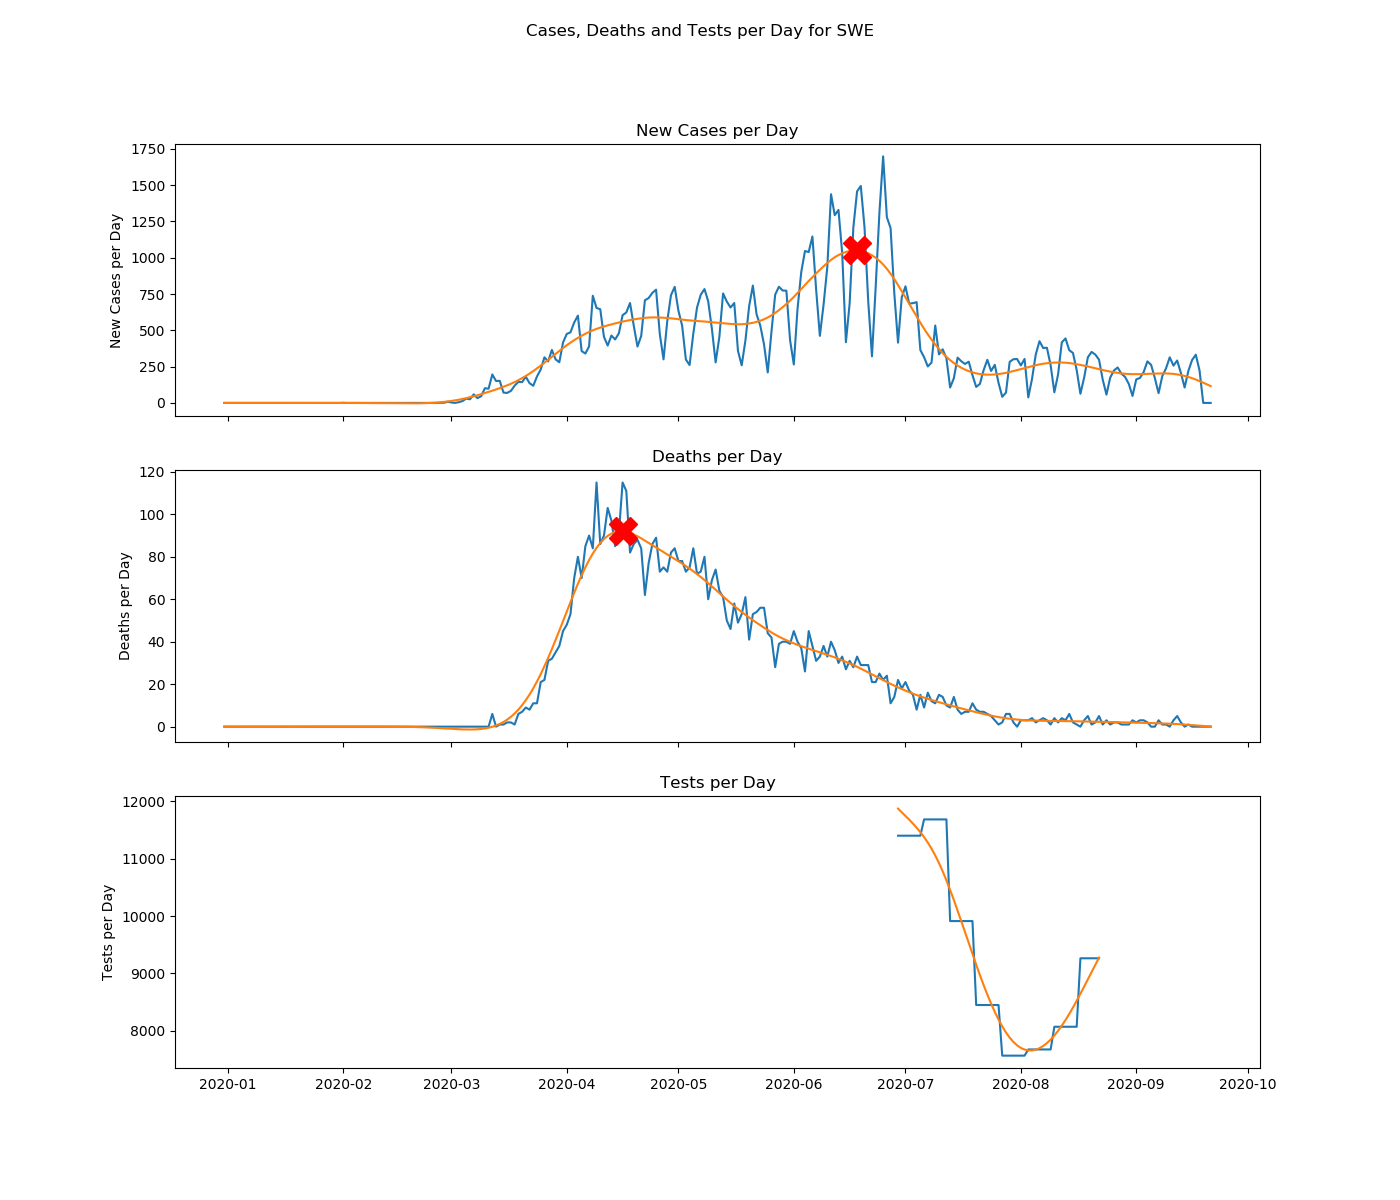 Cases, Deaths and Tests per Day for SWE
New Cases per Day
1750
1500
1250
1000
750
500
250
0
New Cases per Day
Deaths per Day
120
100
80
60
40
20
0
Deaths per Day
Tests per Day
12000
11000
10000
9000
8000
Tests per Day
2020-01 2020-02 2020-03 2020-04 2020-05 2020-06 2020-07 2020-08 2020-09 2020-10